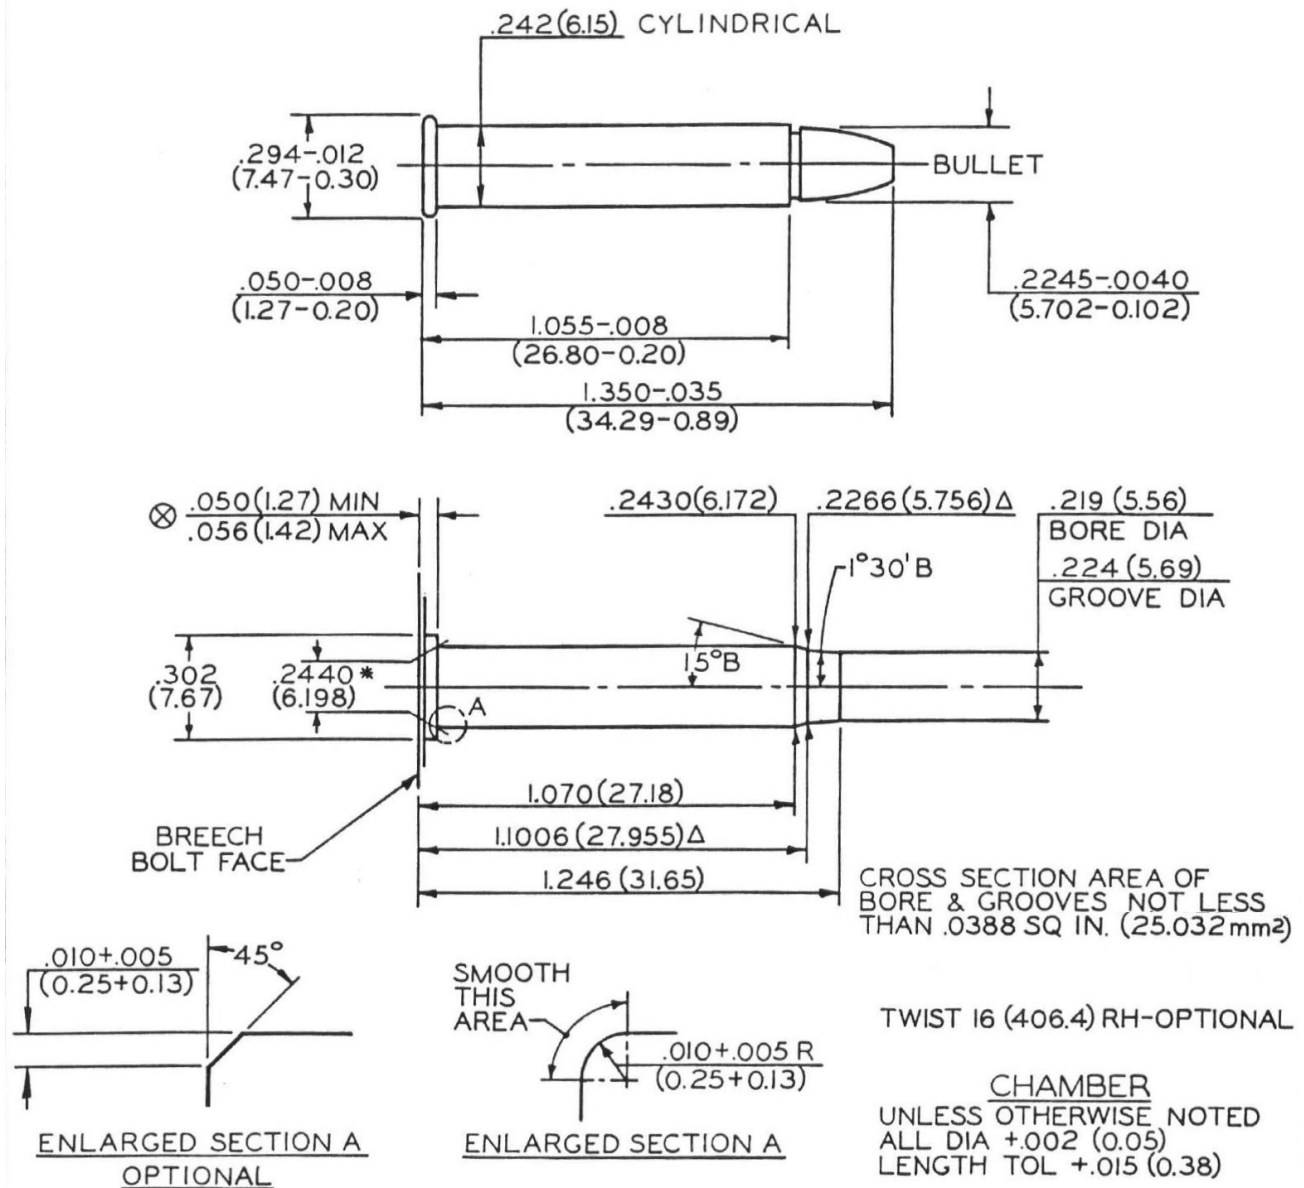 .242(6.15) CYLINDRICAL
.294-.012
(7.47-0.30)
BULLET
.050-.008
(1.27-0.20)
.2245-.0040
(5.702-0.102)
1.055-.008
(26.80-0.20)
1.350-.035
(34.29-0.89)
⊗ .050(1.27) MIN
.056(1.42) MAX
.2430(6.172)
.2266(5.756)Δ
.219 (5.56)
BORE DIA
1°30'B
.224 (5.69)
GROOVE DIA
15°B
.302
(7.67)
.2440*
(6.198)
A
1.070(27.18)
BREECH
BOLT FACE
1.1006(27.955)Δ
1.246(31.65)
CROSS SECTION AREA OF
BORE & GROOVES NOT LESS
THAN .0388 SQ IN. (25.032mm2)
.010+.005
(0.25+0.13)
45°
SMOOTH
THIS
AREA
.010+.005 R
(0.25+0.13)
TWIST 16 (406.4) RH-OPTIONAL
ENLARGED SECTION A
OPTIONAL
ENLARGED SECTION A
CHAMBER
UNLESS OTHERWISE NOTED
ALL DIA +.002 (0.05)
LENGTH TOL +.015 (0.38)